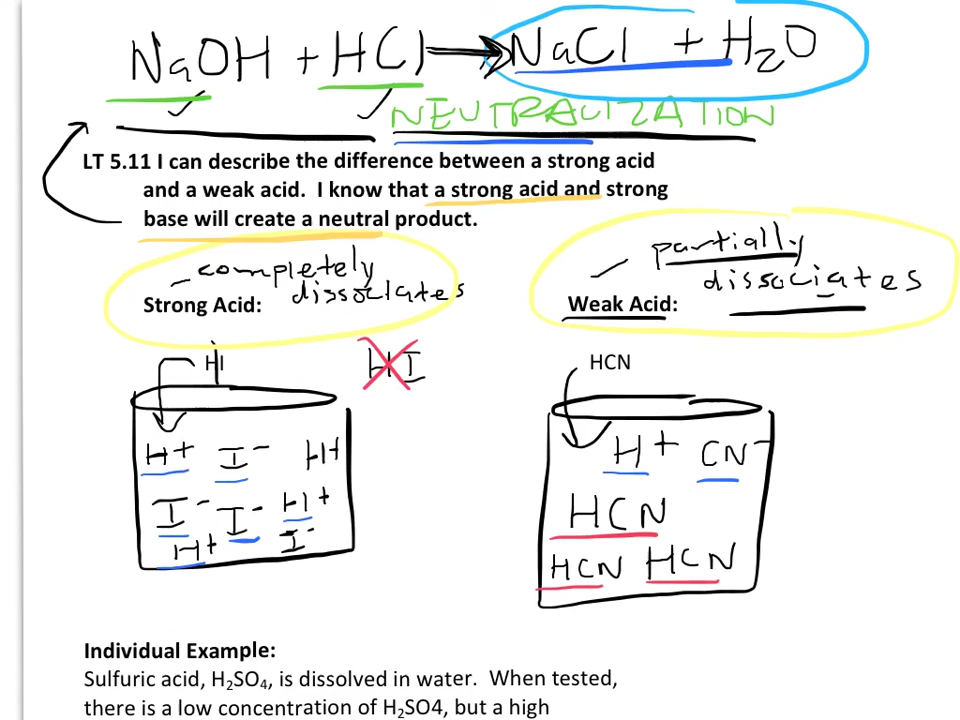 NaOH + HCl → NaCl + H₂O
NEUTRALIZATION
LT 5.11 I can describe the difference between a strong acid
and a weak acid. I know that a strong acid and strong
base will create a neutral product.
- completely
dissociates
Strong Acid:
- partially
dissociates
Weak Acid:
HI
HI
H+ I- H+
I- I- H+
H+ I-
HCN
H+ CN-
HCN
HCN HCN
Individual Example:
Sulfuric acid, H₂SO₄, is dissolved in water. When tested,
there is a low concentration of H2SO4, but a high